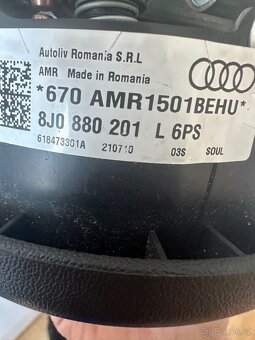 Autoliv Romania S.R.L
AMR Made in Romania
*670 AMR1501BEHU*
8J0 880 201 L 6PS
618473301A 210710 03S SOUL